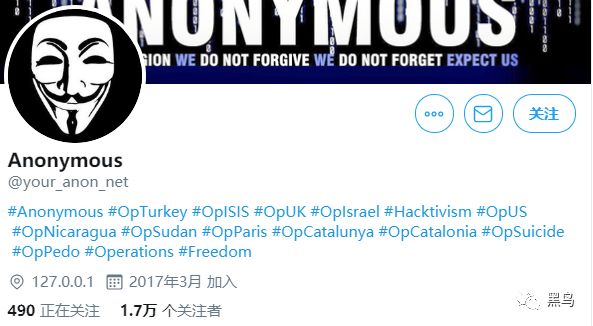 ANONYMOUS
GION WE DO NOT FORGIVE WE DO NOT FORGET EXPECT US
关注
Anonymous
@your_anon_net
#Anonymous #OpTurkey #OpISIS #OpUK #OpIsrael #Hacktivism #OpUS
#OpNicaragua #OpSudan #OpParis #OpCatalunya #OpCatalonia #OpSuicide
#OpPedo #Operations #Freedom
127.0.0.1 2017年3月 加入
490 正在关注 1.7万 个关注者
黑鸟